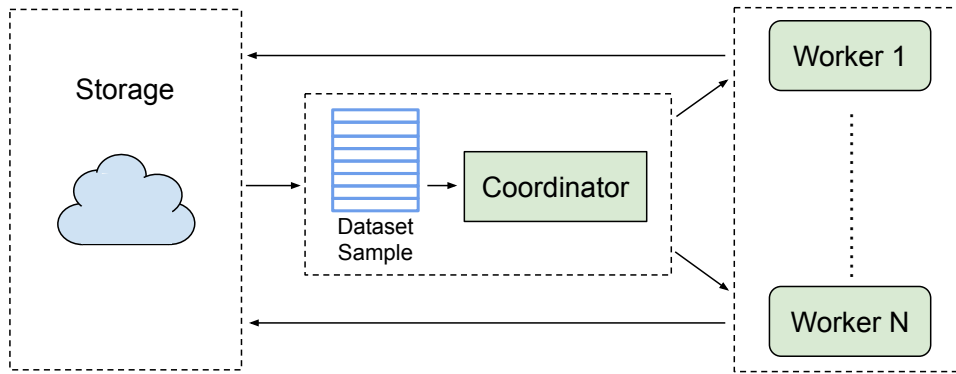 Storage
Dataset
Sample
Coordinator
Worker 1
Worker N